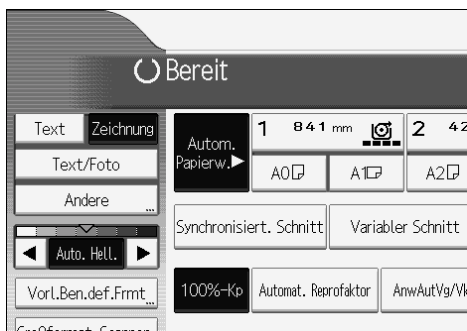 Bereit
Text Zeichnung
Text/Foto
Andere
Auto. Hell.
Vorl.Ben.def.Frmt
Autom.
Papierw.
1 841 mm 2 42
A0 A1 A2
Synchronisiert. Schnitt Variabler Schnitt
100%-Kp Automat. Reprofaktor AnwAutVg/Vk